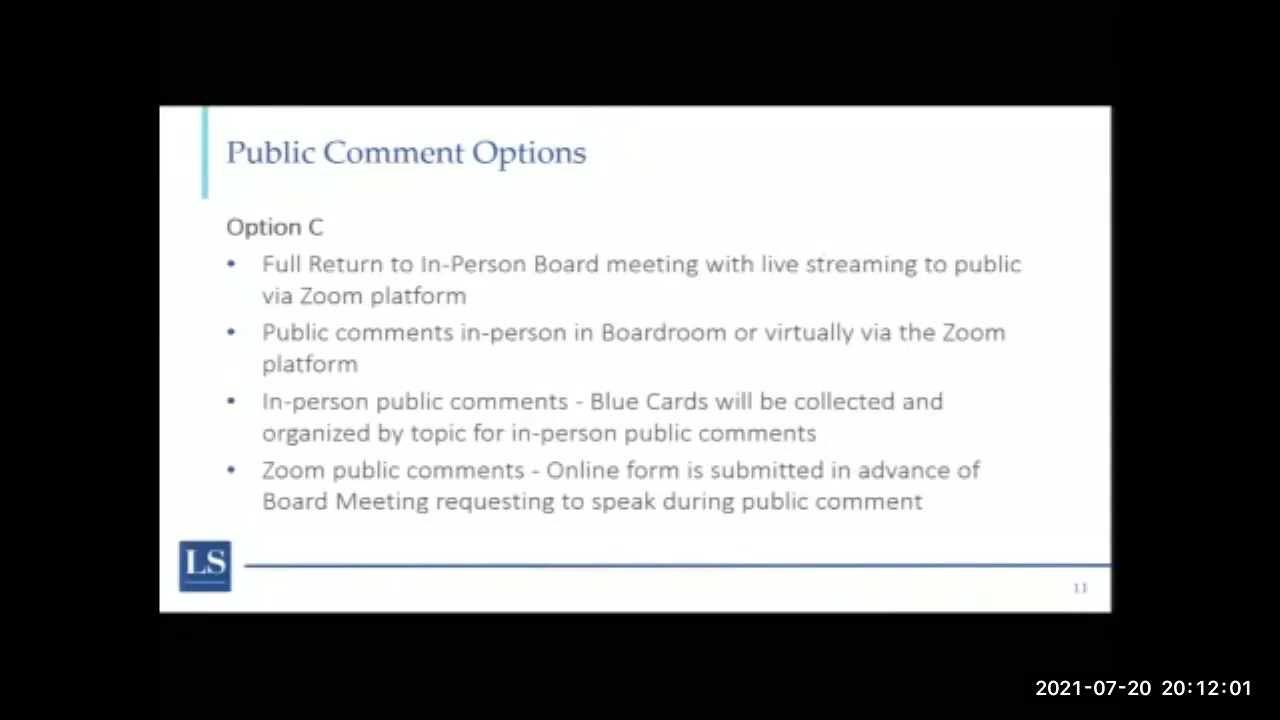 Public Comment Options
Option C
• Full Return to In-Person Board meeting with live streaming to public
via Zoom platform
• Public comments in-person in Boardroom or virtually via the Zoom
platform
• In-person public comments - Blue Cards will be collected and
organized by topic for in-person public comments
• Zoom public comments - Online form is submitted in advance of
Board Meeting requesting to speak during public comment
LS
11
2021-07-20 20:12:01